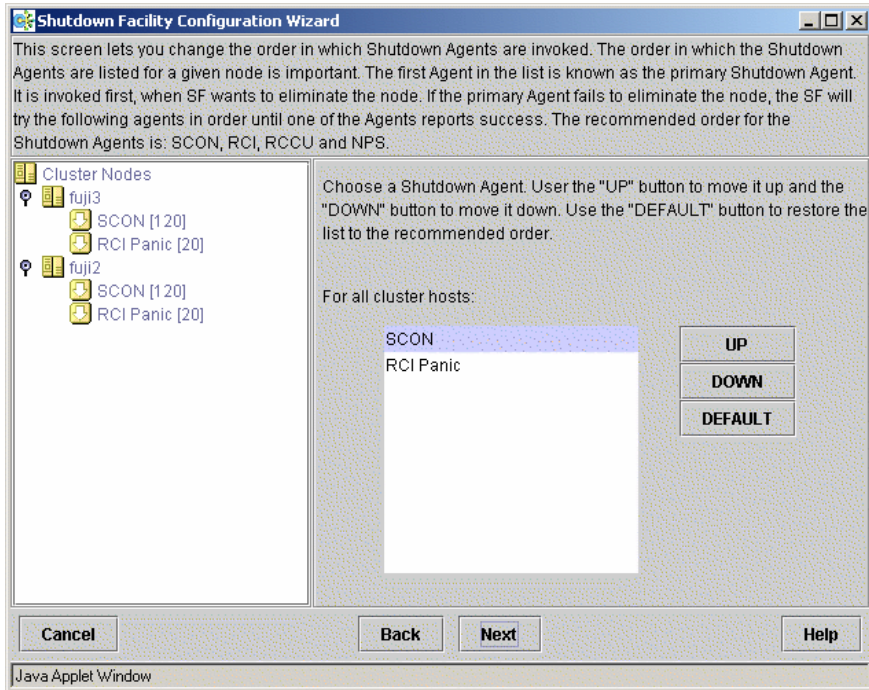 Shutdown Facility Configuration Wizard
This screen lets you change the order in which Shutdown Agents are invoked. The order in which the Shutdown
Agents are listed for a given node is important. The first Agent in the list is known as the primary Shutdown Agent.
It is invoked first, when SF wants to eliminate the node. If the primary Agent fails to eliminate the node, the SF will
try the following agents in order until one of the Agents reports success. The recommended order for the
Shutdown Agents is: SCON, RCI, RCCU and NPS.
Cluster Nodes
fuji3
SCON [120]
RCI Panic [20]
fuji2
SCON [120]
RCI Panic [20]
Choose a Shutdown Agent. User the "UP" button to move it up and the
"DOWN" button to move it down. Use the "DEFAULT" button to restore the
list to the recommended order.
For all cluster hosts:
SCON
RCI Panic
UP
DOWN
DEFAULT
Cancel
Back
Next
Help
Java Applet Window